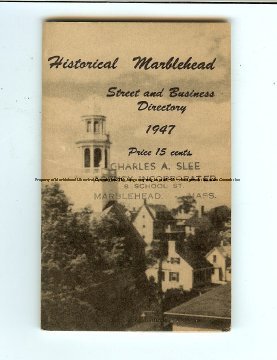 Historical Marblehead
Street and Business
Directory
1947
Price 15 cents
CHARLES A. SLEE
8 SCHOOL ST
MARBLEHEAD, MASS.